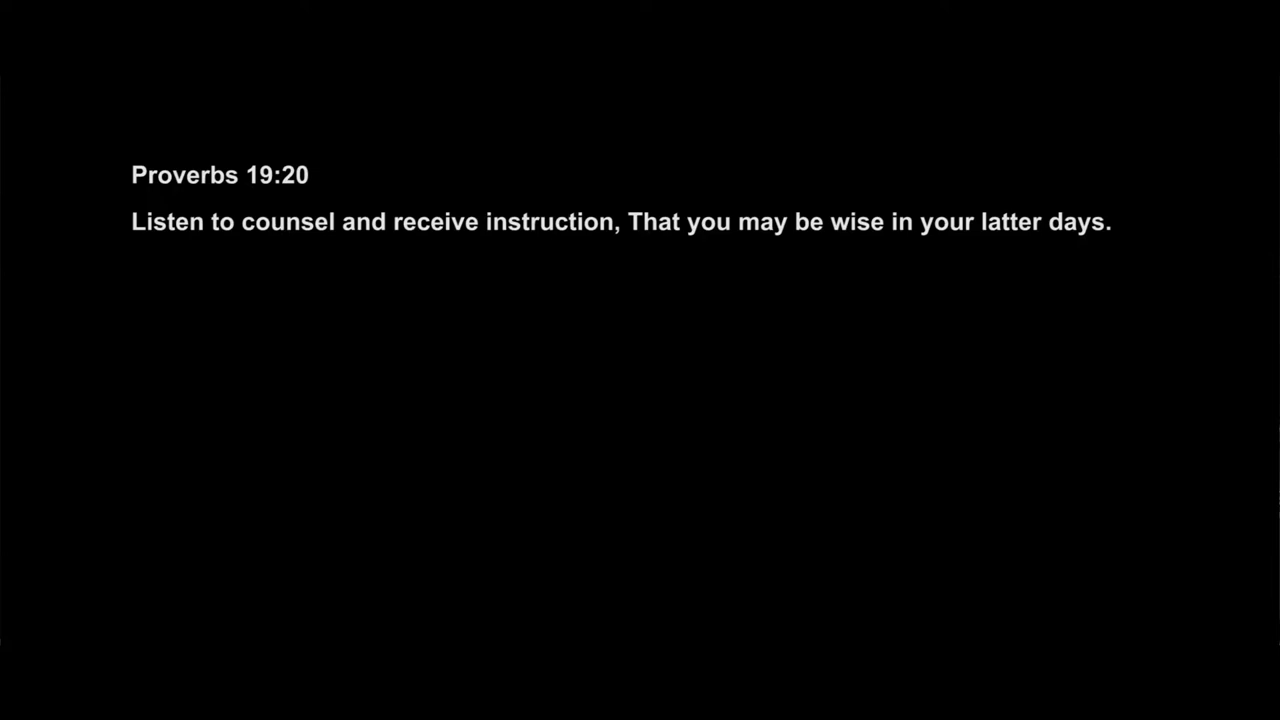 Proverbs 19:20
Listen to counsel and receive instruction, That you may be wise in your latter days.